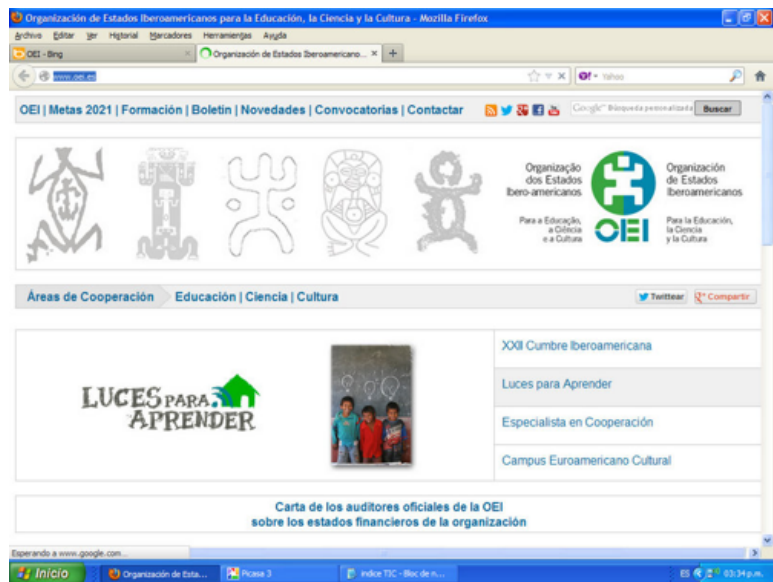 Organización de Estados Iberoamericanos para la Educación, la Ciencia y la Cultura - Mozilla Firefox
Archivo Editar Ver Historial Marcadores Herramientas Ayuda
OEI - Bing
Organización de Estados Iberoamericano...
www.oei.es
Yahoo
OEI | Metas 2021 | Formación | Boletín | Novedades | Convocatorias | Contactar
Google™ Búsqueda personalizada Buscar
Organização
dos Estados
Ibero-americanos
Para a Educação,
a Ciência
e a Cultura
OEI
Organización
de Estados
Iberoamericanos
Para la Educación,
la Ciencia
y la Cultura
Áreas de Cooperación Educación | Ciencia | Cultura
Twittear Compartir
LUCES PARA
APRENDER
XXII Cumbre Iberoamericana
Luces para Aprender
Especialista en Cooperación
Campus Euroamericano Cultural
Carta de los auditores oficiales de la OEI
sobre los estados financieros de la organización
Esperando a www.google.com...
Inicio Organización de Esta... Picasa 3 indice TIC - Bloc de n... ES 03:34 p.m.